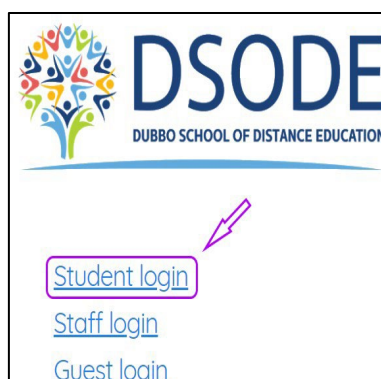 DSODE
DUBBO SCHOOL OF DISTANCE EDUCATION
Student login
Staff login
Guest login